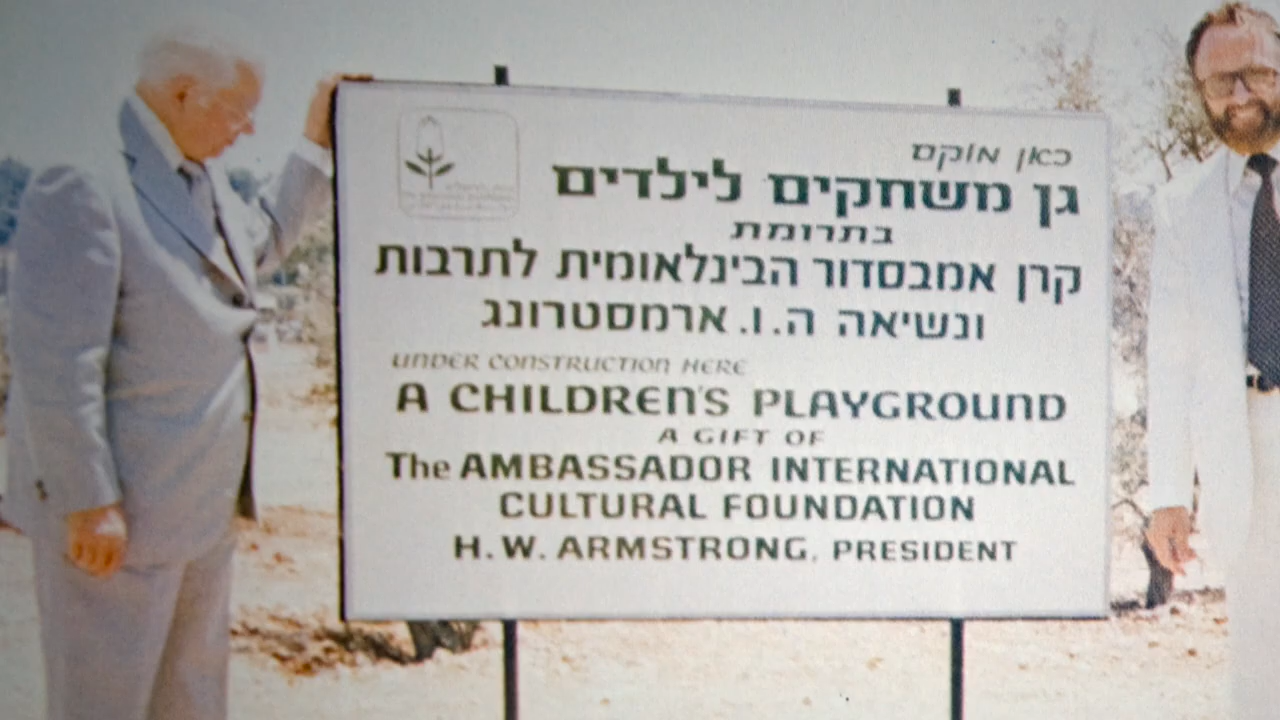 כאן מוקם
גן משחקים לילדים
בתרומת
קרן אמבסדור הבינלאומית לתרבות
ונשיאה ה.ו. ארמסטרונג
UNDER CONSTRUCTION HERE
A CHILDREN'S PLAYGROUND
A GIFT OF
The AMBASSADOR INTERNATIONAL
CULTURAL FOUNDATION
H. W. ARMSTRONG, PRESIDENT